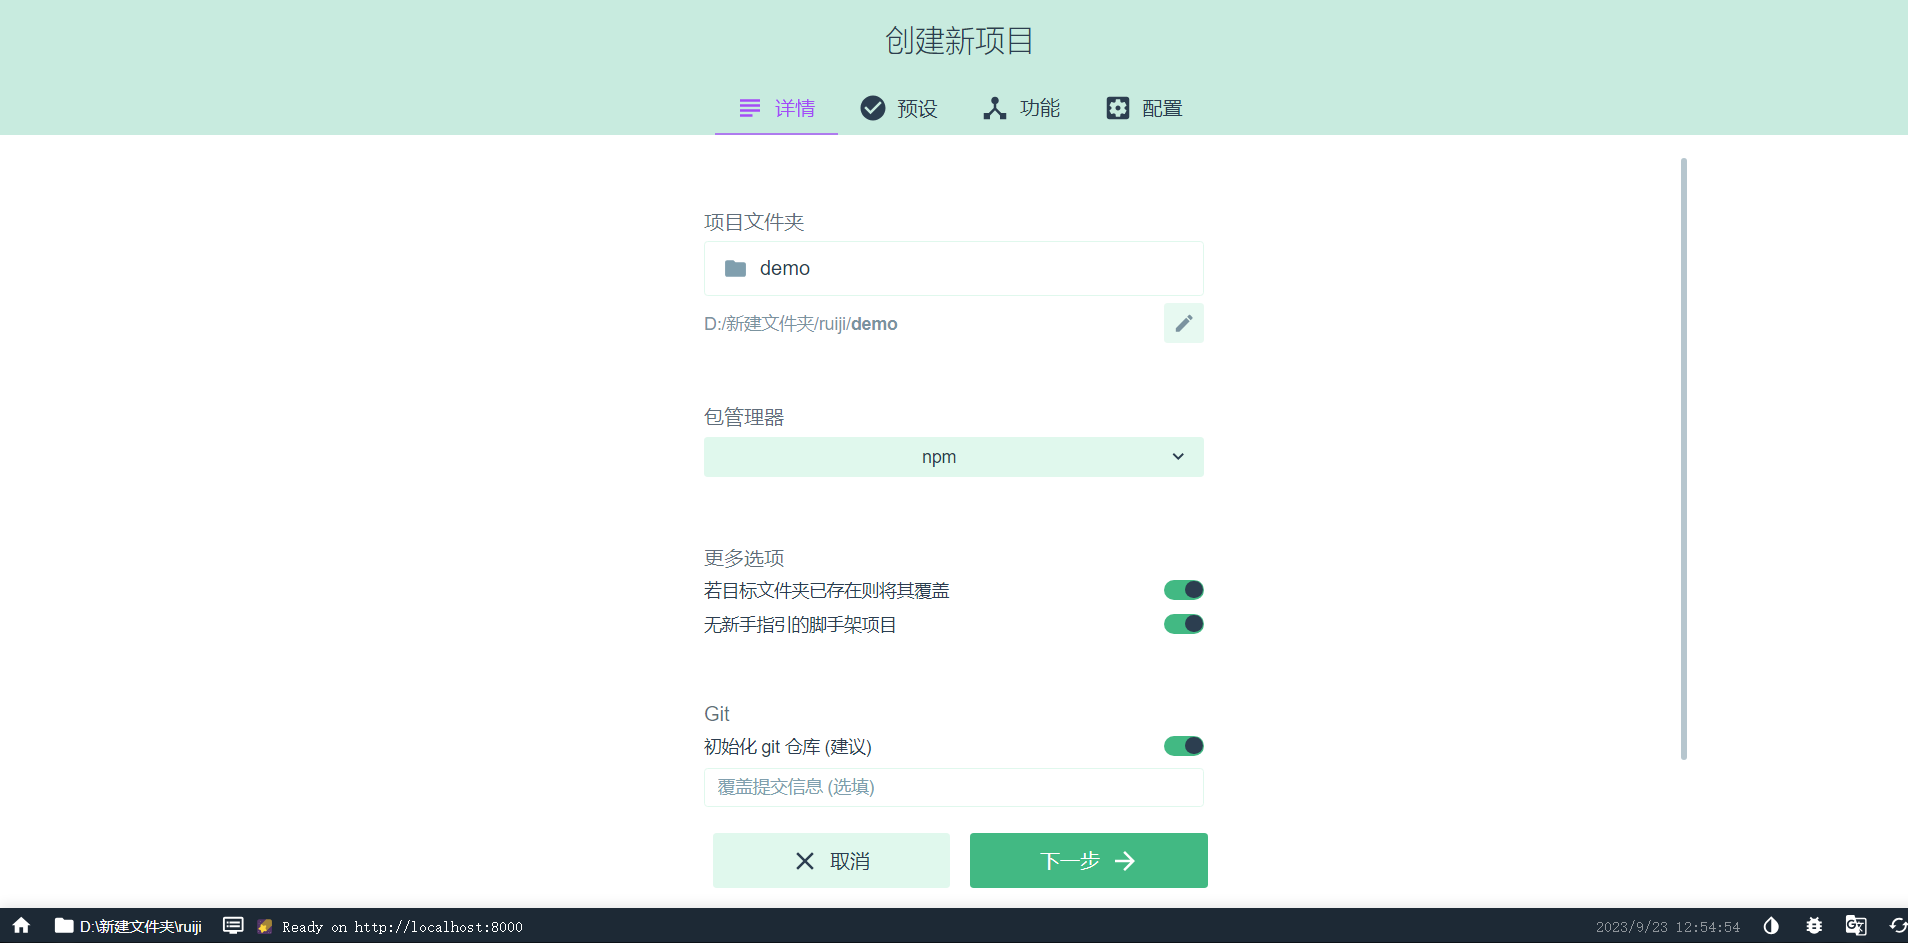 创建新项目
详情 预设 功能 配置
项目文件夹
demo
D:/新建文件夹/ruiji/demo
包管理器
npm
更多选项
若目标文件夹已存在则将其覆盖
无新手指引的脚手架项目
Git
初始化 git 仓库 (建议)
覆盖提交信息 (选填)
取消 下一步
D:\新建文件夹\ruiji Ready on http://localhost:8000 2023/9/23 12:54:54